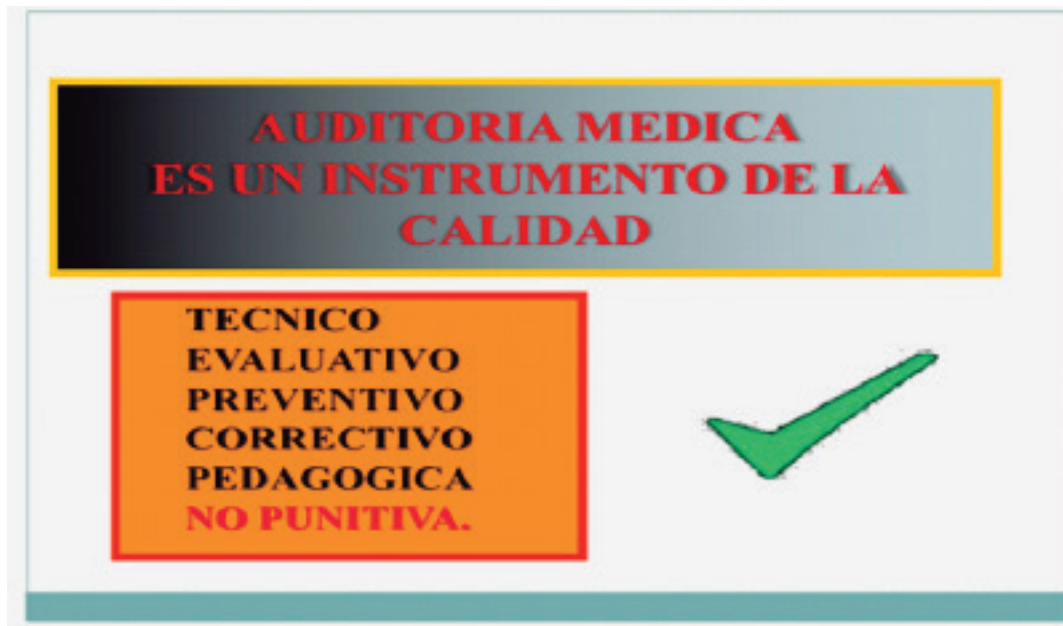 AUDITORIA MEDICA
ES UN INSTRUMENTO DE LA
CALIDAD
TECNICO
EVALUATIVO
PREVENTIVO
CORRECTIVO
PEDAGOGICA
NO PUNITIVA.